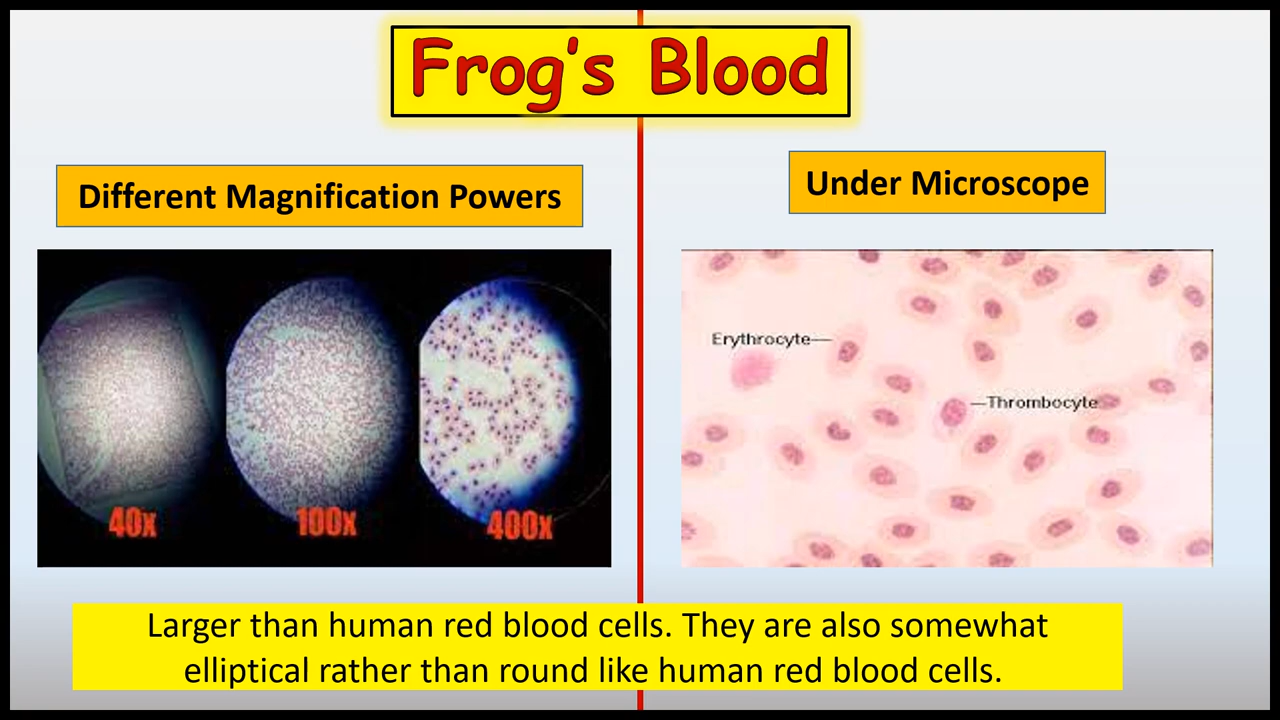 Frog's Blood
Different Magnification Powers
Under Microscope
40x
100x
400x
Erythrocyte
Thrombocyte
Larger than human red blood cells. They are also somewhat
elliptical rather than round like human red blood cells.